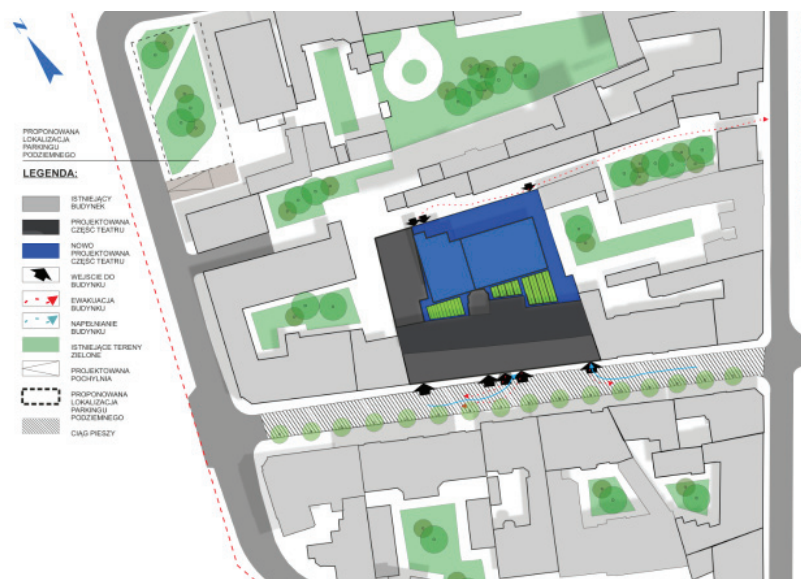 N
PROPONOWANA
LOKALIZACJA
PARKINGU
PODZIEMNEGO
LEGENDA:
ISTNIEJĄCY
BUDYNEK
PROJEKTOWANA
CZĘŚĆ TEATRU
NOWO
PROJEKTOWANA
CZĘŚĆ TEATRU
WEJŚCIE DO
BUDYNKU
EWAKUACJA
BUDYNKU
NAPEŁNIANIE
BUDYNKU
ISTNIEJĄCE TERENY
ZIELONE
PROJEKTOWANA
POCHYLNIA
PROPONOWANA
LOKALIZACJA
PARKINGU
PODZIEMNEGO
CIĄG PIESZY